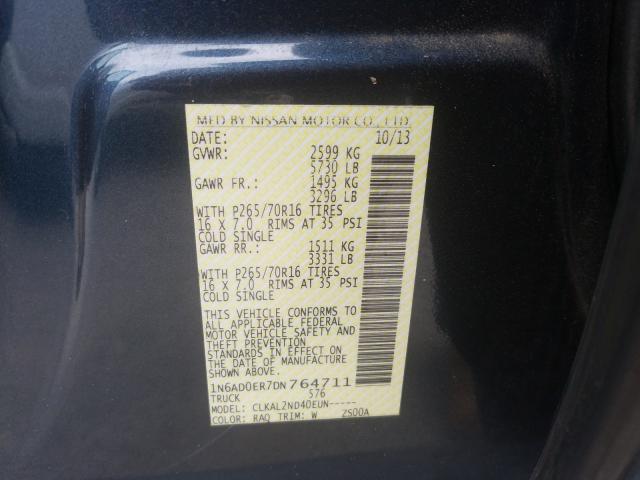 MFD BY NISSAN MOTOR CO., LTD.
DATE: 10/13
GVWR: 2599 KG
5730 LB
GAWR FR.: 1495 KG
3296 LB
WITH P265/70R16 TIRES
16 X 7.0 RIMS AT 35 PSI
COLD SINGLE
GAWR RR.: 1511 KG
3331 LB
WITH P265/70R16 TIRES
16 X 7.0 RIMS AT 35 PSI
COLD SINGLE
THIS VEHICLE CONFORMS TO
ALL APPLICABLE FEDERAL
MOTOR VEHICLE SAFETY AND
THEFT PREVENTION
STANDARDS IN EFFECT ON
THE DATE OF MANUFACTURE
SHOWN ABOVE.
1N6AD0ER7DN764711
TRUCK 576
MODEL: CLKAL2ND40EUN-----
COLOR: RAQ TRIM: W ZS00A